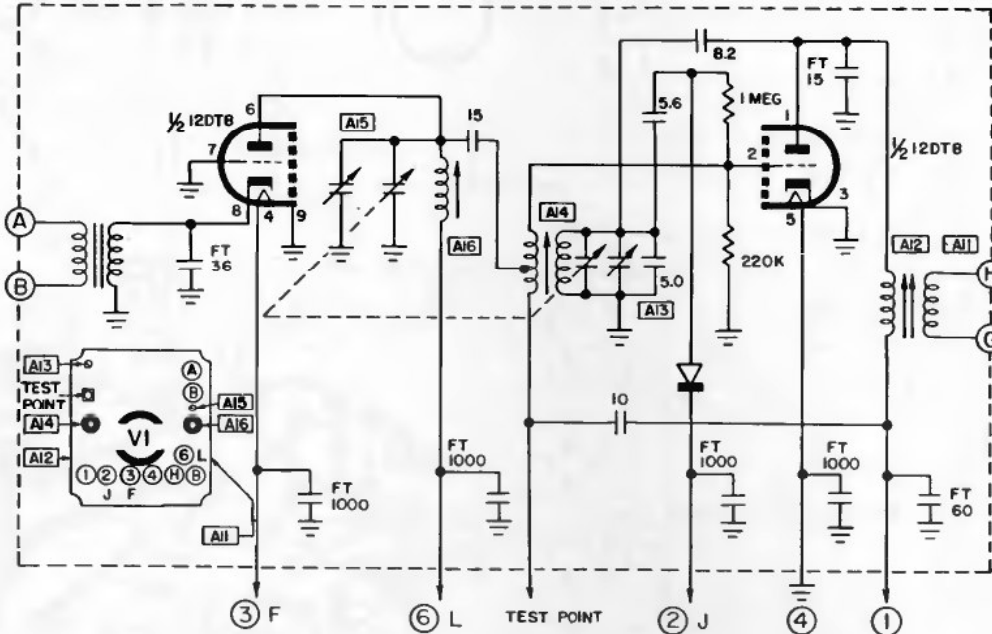 8.2
FT
15
6
15
5.6
1 MEG
1
½ 12DT8
A15
½ 12DT8
7
2
3
8
4
9
5
A
A14
A12
A11
H
A16
FT
36
220K
5.0
B
A13
G
A13
A
TEST
POINT
B
A15
A14
V1
A16
10
A12
6 L
1 2 3 4 H B
J F
FT
1000
FT
1000
FT
1000
FT
1000
FT
60
A11
3 F
6 L
TEST POINT
2 J
4
1